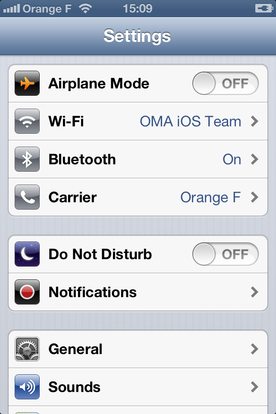 Orange F 15:09
Settings
Airplane Mode OFF
Wi-Fi OMA iOS Team
Bluetooth On
Carrier Orange F
Do Not Disturb OFF
Notifications
General
Sounds